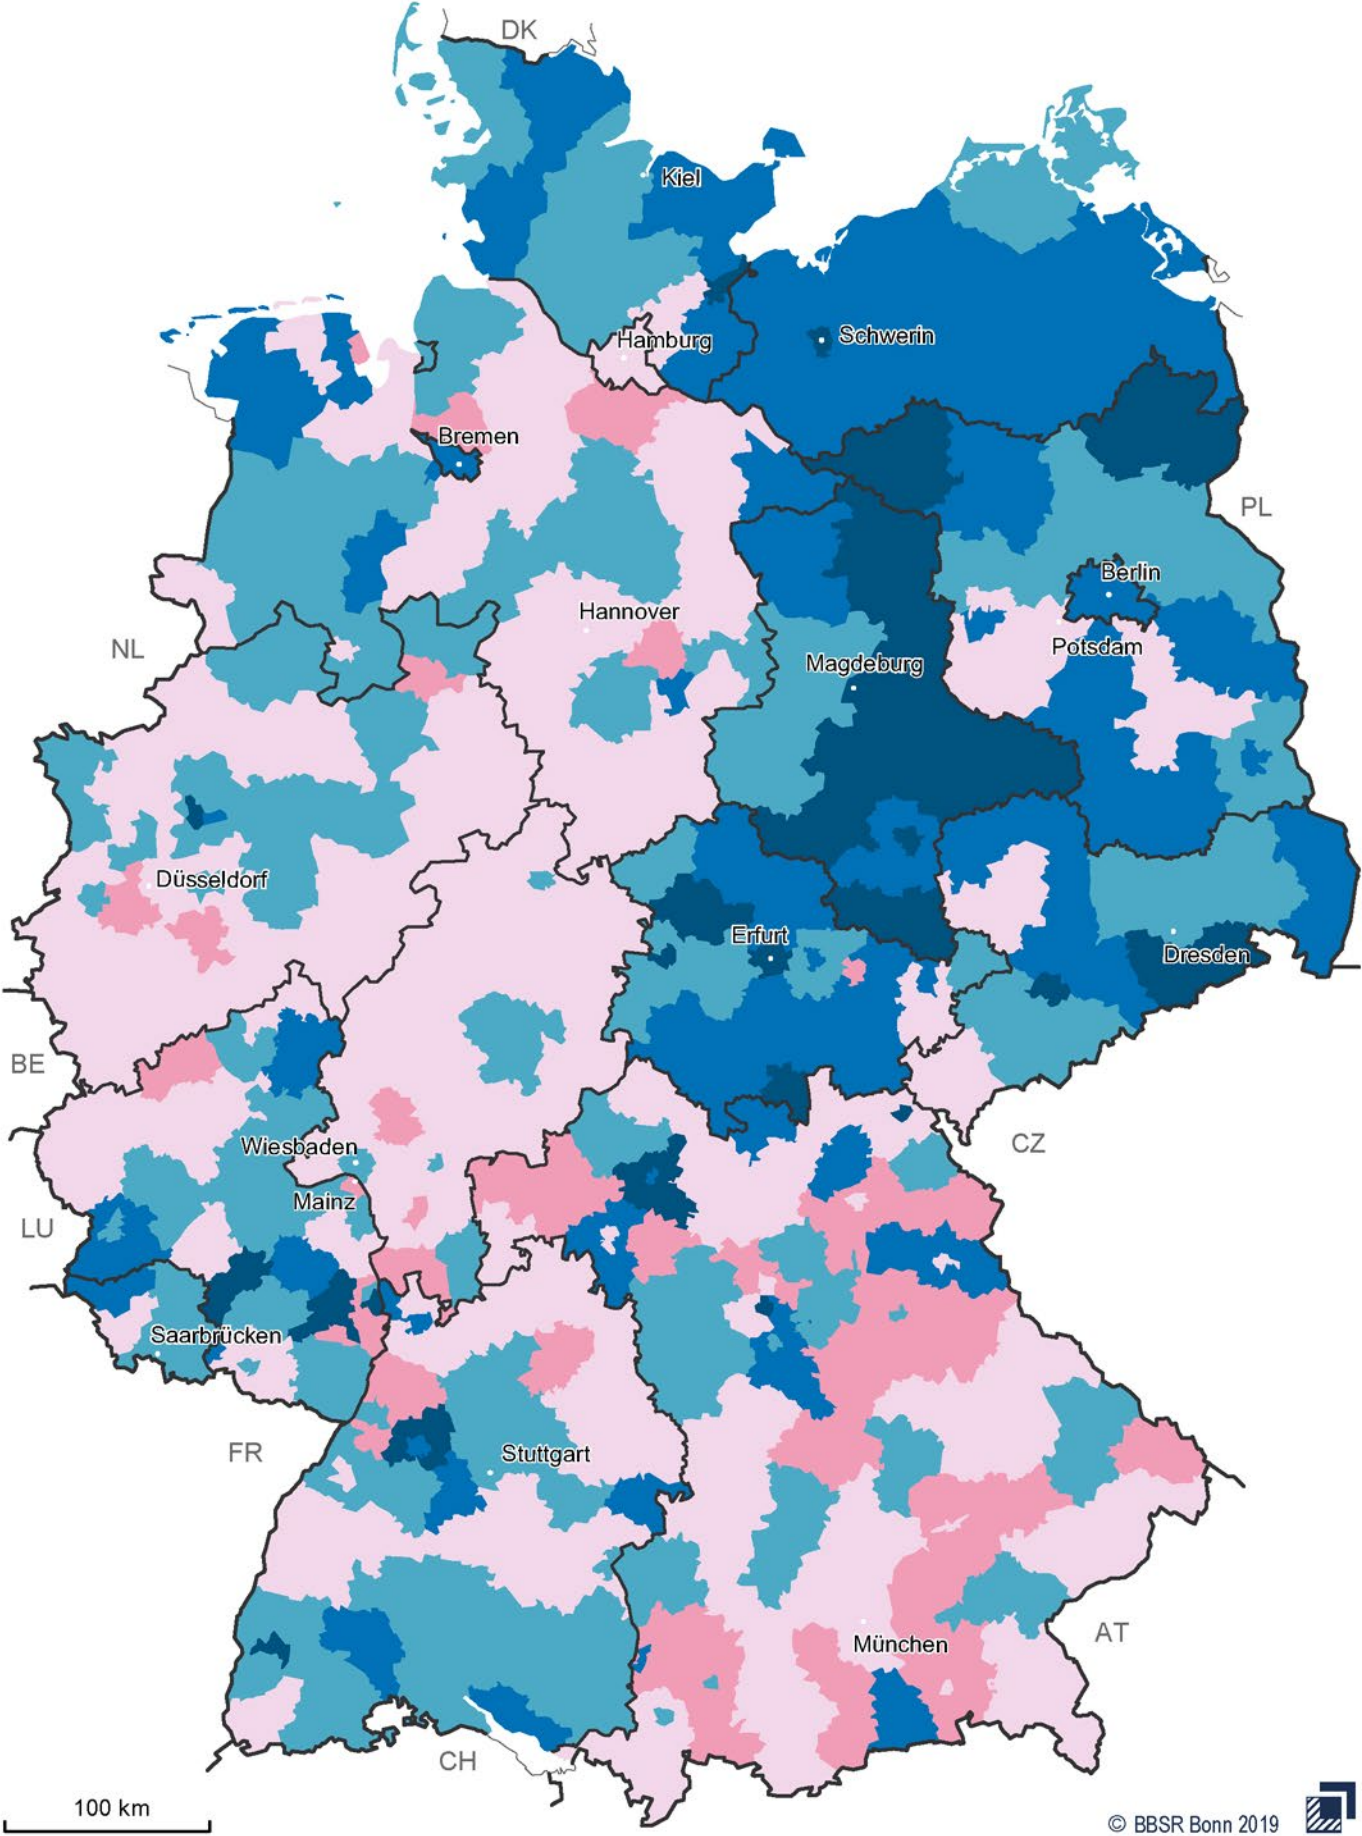 DK
Kiel
Hamburg
Schwerin
Bremen
PL
Berlin
Hannover
NL
Potsdam
Magdeburg
Düsseldorf
Erfurt
Dresden
BE
CZ
Wiesbaden
Mainz
LU
Saarbrücken
FR
Stuttgart
AT
München
CH
100 km
© BBSR Bonn 2019